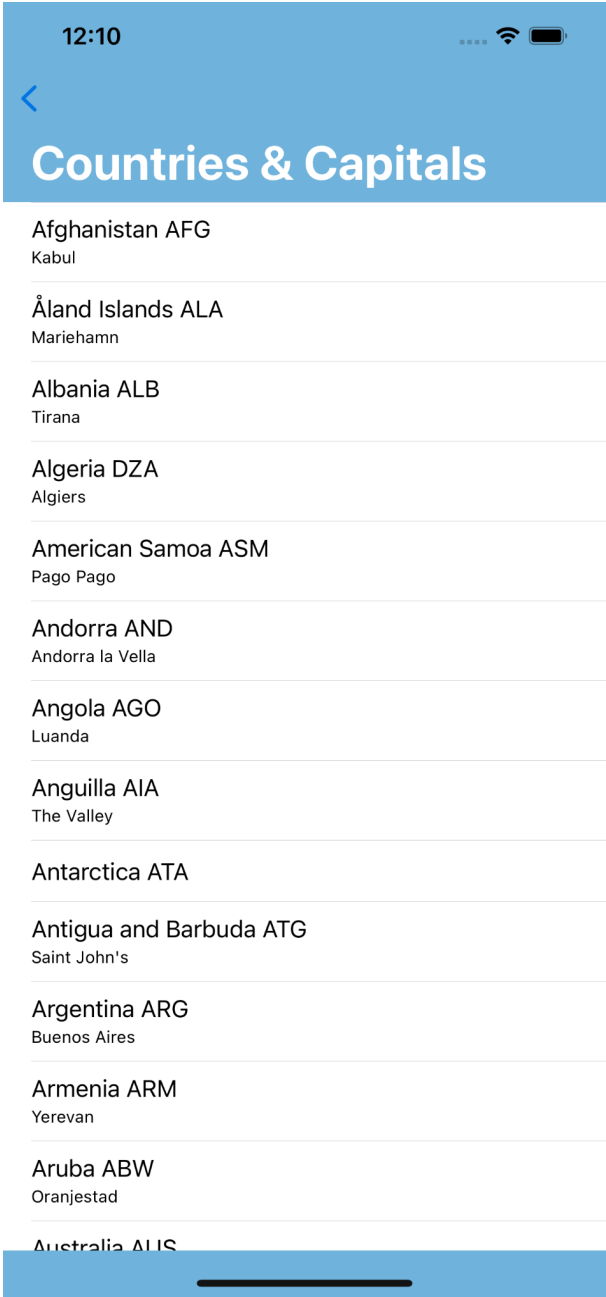 12:10
Countries & Capitals
Afghanistan AFG
Kabul
Åland Islands ALA
Mariehamn
Albania ALB
Tirana
Algeria DZA
Algiers
American Samoa ASM
Pago Pago
Andorra AND
Andorra la Vella
Angola AGO
Luanda
Anguilla AIA
The Valley
Antarctica ATA
Antigua and Barbuda ATG
Saint John's
Argentina ARG
Buenos Aires
Armenia ARM
Yerevan
Aruba ABW
Oranjestad
Australia AUS